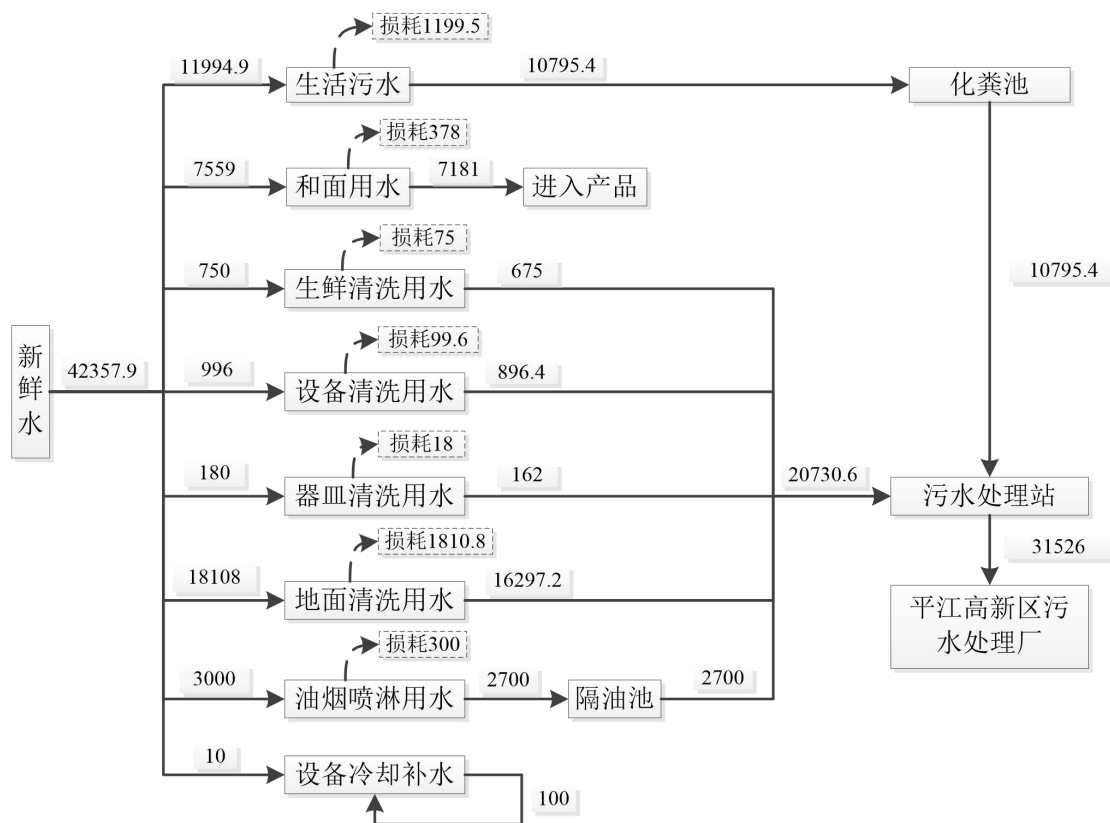 损耗1199.5
11994.9
生活污水
10795.4
化粪池
损耗378
7559
和面用水
7181
进入产品
损耗75
750
生鲜清洗用水
675
10795.4
新鲜水
42357.9
损耗99.6
996
设备清洗用水
896.4
损耗18
180
器皿清洗用水
162
20730.6
污水处理站
损耗1810.8
18108
地面清洗用水
16297.2
31526
平江高新区污
水处理厂
损耗300
3000
油烟喷淋用水
2700
隔油池
2700
10
设备冷却补水
100